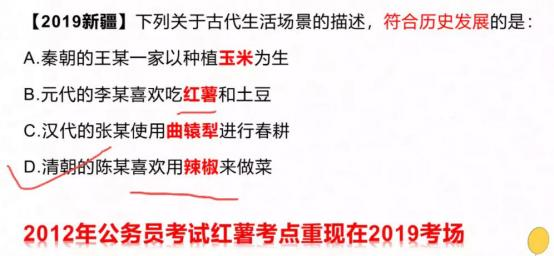 【2019新疆】下列关于古代生活场景的描述，符合历史发展的是：
A.秦朝的王某一家以种植玉米为生
B.元代的李某喜欢吃红薯和土豆
C.汉代的张某使用曲辕犁进行春耕
D.清朝的陈某喜欢用辣椒来做菜
2012年公务员考试红薯考点重现在2019考场